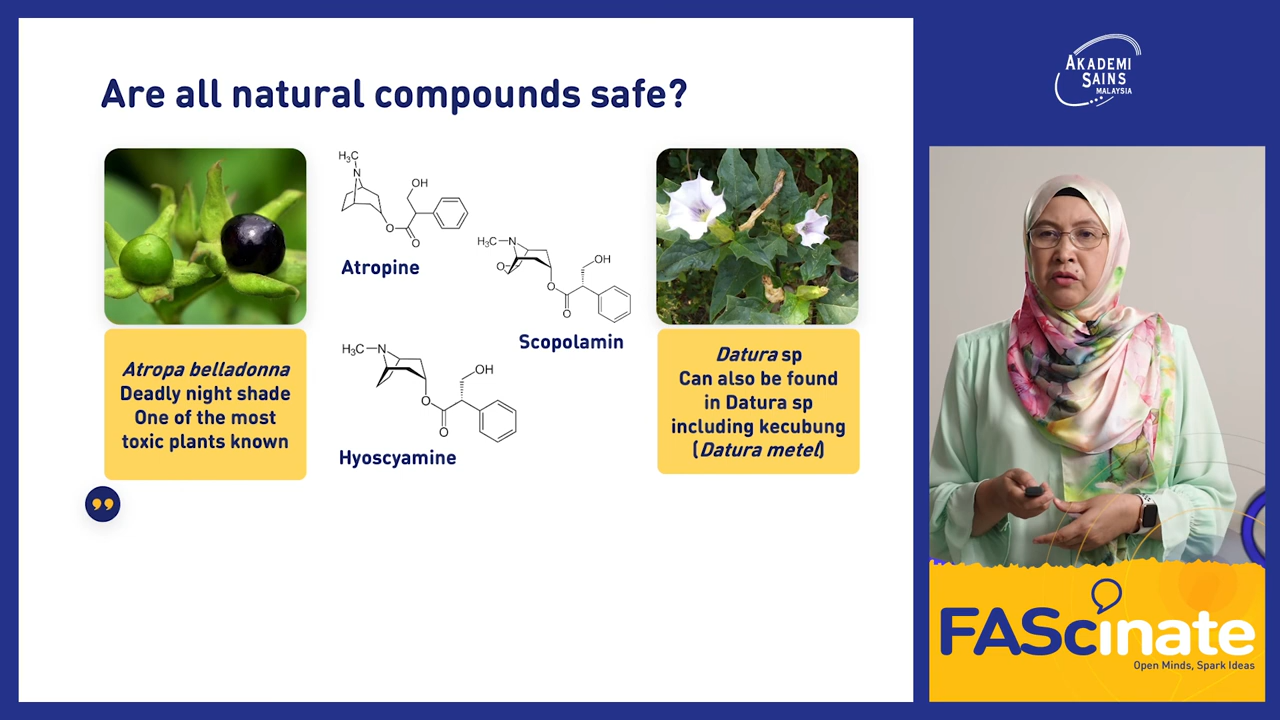 Are all natural compounds safe?
H₃C
N
OH
O
O
Atropine
Atropa belladonna
Deadly night shade
One of the most
toxic plants known
H₃C
N
O
OH
O
O
Scopolamin
H₃C
N
OH
O
O
Hyoscyamine
Datura sp
Can also be found
in Datura sp
including kecubung
(Datura metel)
AKADEMI
SAINS
MALAYSIA
FAScinate
Open Minds, Spark Ideas